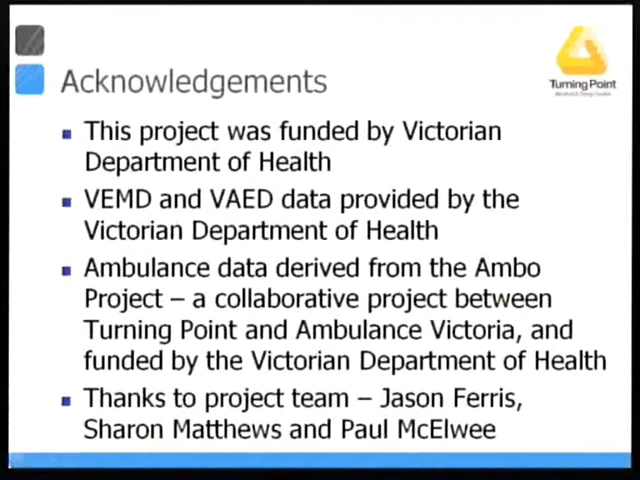 Turning Point
Acknowledgements
This project was funded by Victorian
Department of Health
VEMD and VAED data provided by the
Victorian Department of Health
Ambulance data derived from the Ambo
Project – a collaborative project between
Turning Point and Ambulance Victoria, and
funded by the Victorian Department of Health
Thanks to project team – Jason Ferris,
Sharon Matthews and Paul McElwee